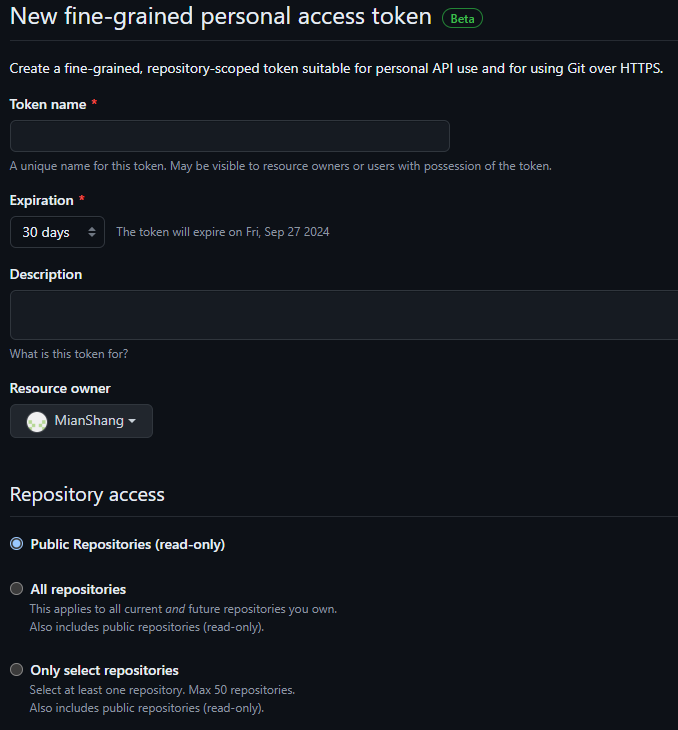 New fine-grained personal access token Beta
Create a fine-grained, repository-scoped token suitable for personal API use and for using Git over HTTPS.
Token name *
A unique name for this token. May be visible to resource owners or users with possession of the token.
Expiration *
30 days The token will expire on Fri, Sep 27 2024
Description
What is this token for?
Resource owner
MianShang
Repository access
Public Repositories (read-only)
All repositories
This applies to all current and future repositories you own.
Also includes public repositories (read-only).
Only select repositories
Select at least one repository. Max 50 repositories.
Also includes public repositories (read-only).